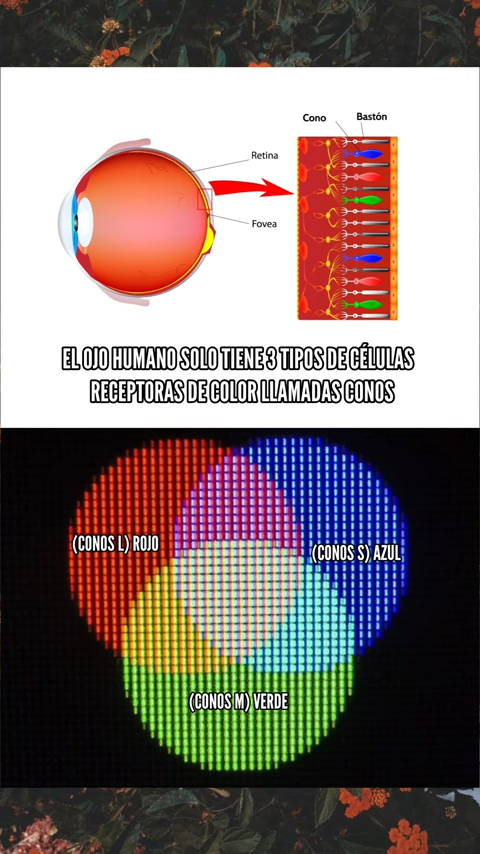 Cono Bastón
Retina
Fovea
EL OJO HUMANO SOLO TIENE 3 TIPOS DE CÉLULAS
RECEPTORAS DE COLOR LLAMADAS CONOS
(CONOS L) ROJO
(CONOS S) AZUL
(CONOS M) VERDE